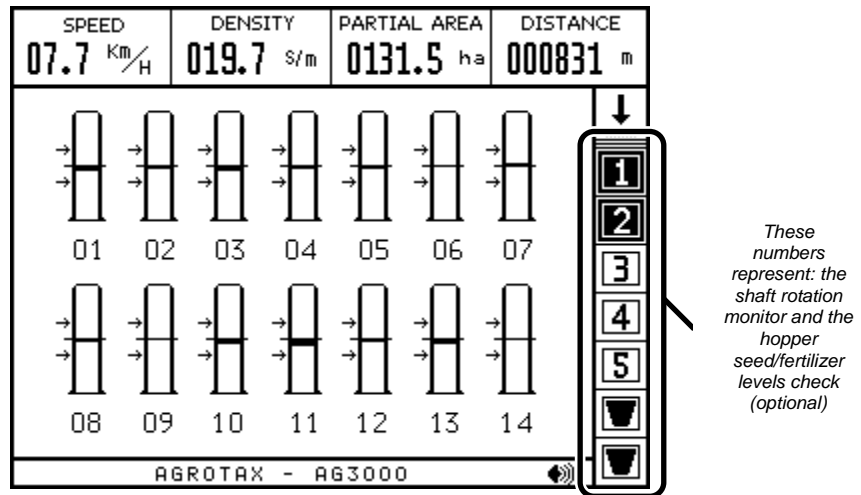 SPEED DENSITY PARTIAL AREA DISTANCE
07.7 Km/H 019.7 S/m 0131.5 ha 000831 m
1
2
3
4
5
01 02 03 04 05 06 07
08 09 10 11 12 13 14
AGROTAX - AG3000
These
numbers
represent: the
shaft rotation
monitor and the
hopper
seed/fertilizer
levels check
(optional)